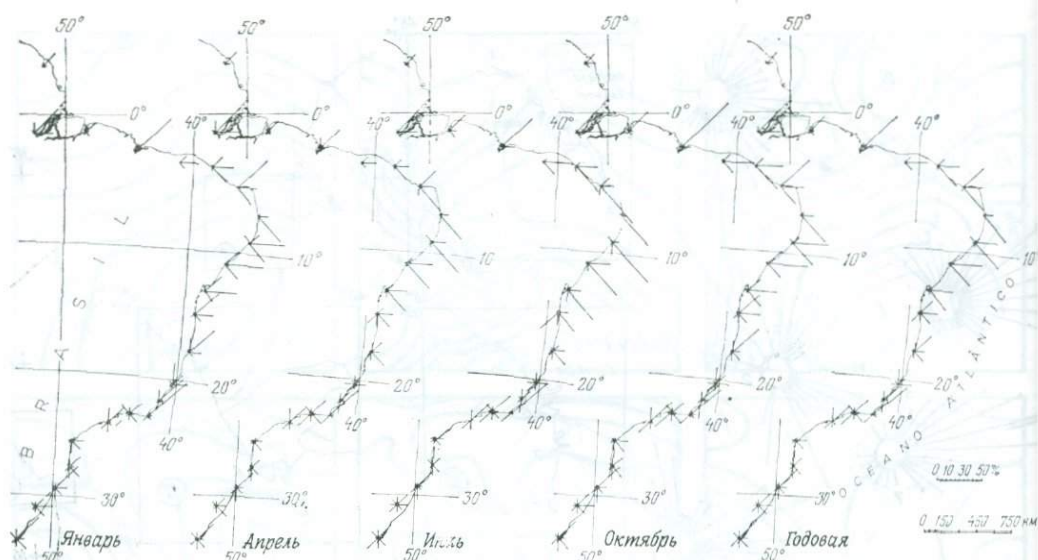 50° 50° 50° 50° 50°
0° 40° 0° 40° 0° 40° 0° 40° 0° 40°
10° 10 10° 10° 10
BRASIL
OCEANO ATLÂNTICO
20° 20° 20° 20° 20°
40° 40° 40° 40° 40°
0 10 30 50%
30° 30° 30° 30°
0 150 450 750 км
Январь Апрель Июль Октябрь Годовая
50° 50° 50° 50° 50°